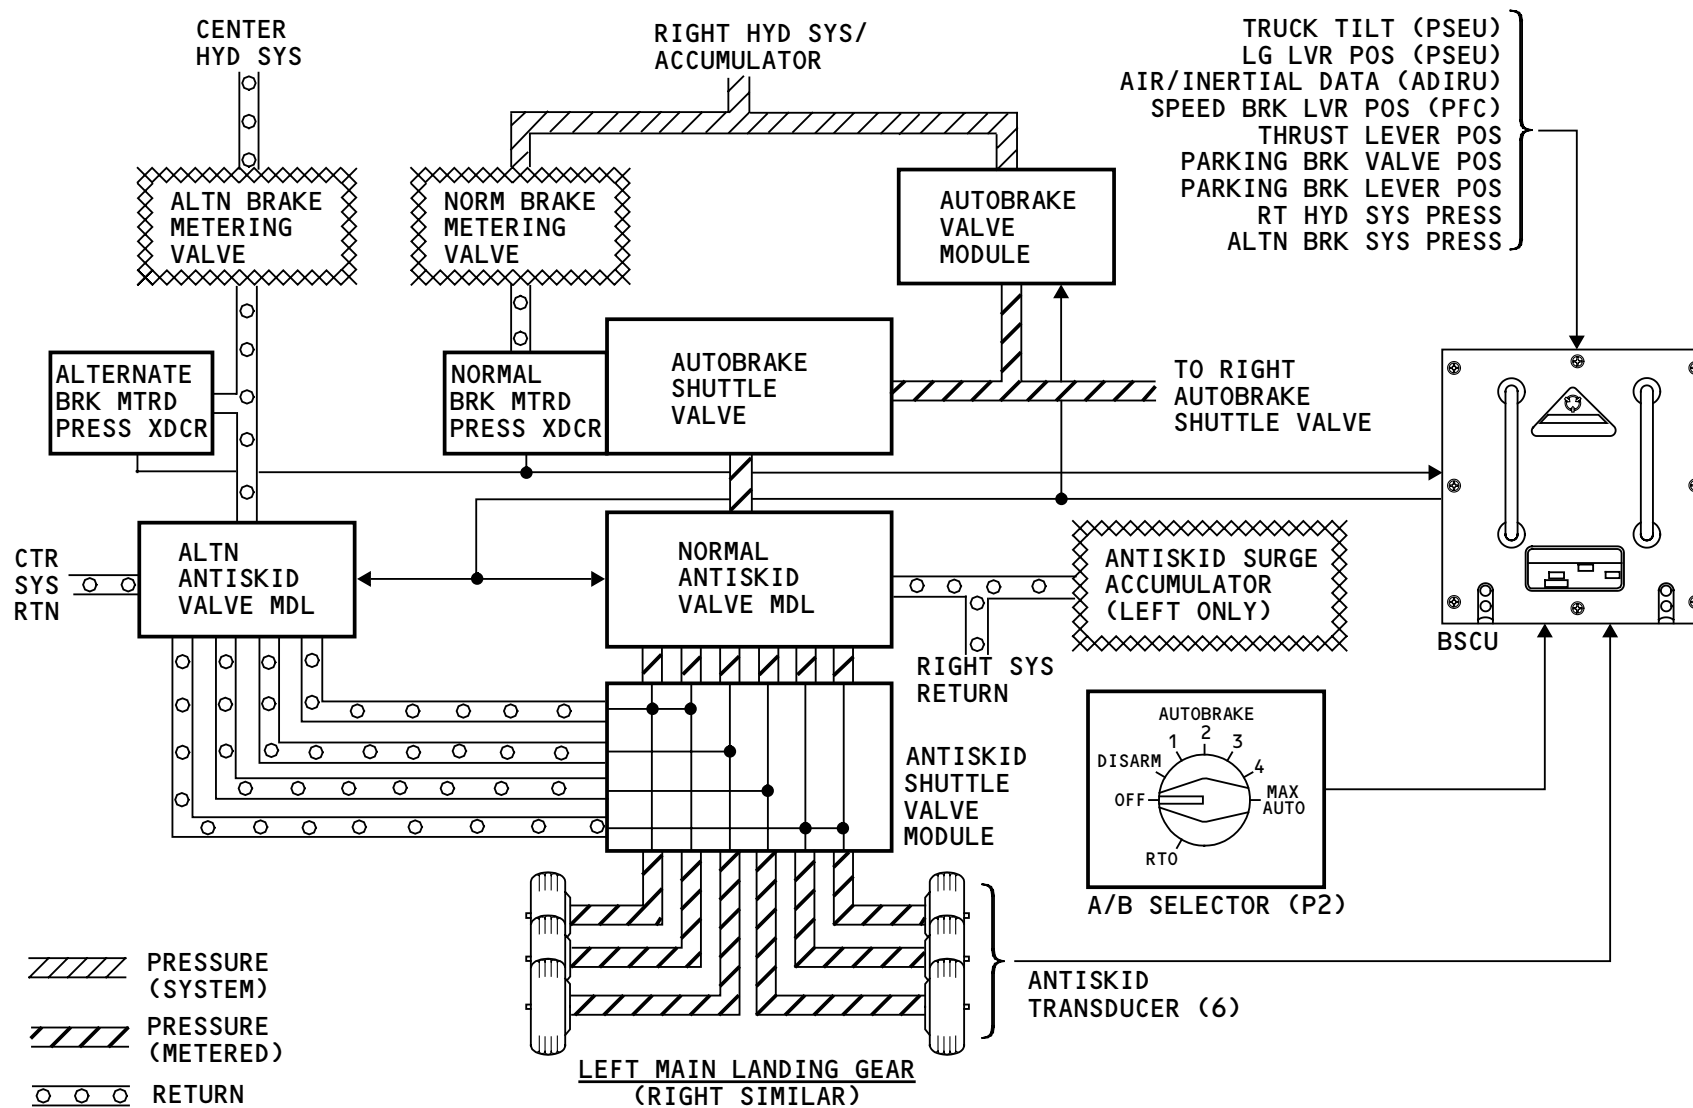 CENTER
HYD SYS
RIGHT HYD SYS/
ACCUMULATOR
TRUCK TILT (PSEU)
LG LVR POS (PSEU)
AIR/INERTIAL DATA (ADIRU)
SPEED BRK LVR POS (PFC)
THRUST LEVER POS
PARKING BRK VALVE POS
PARKING BRK LEVER POS
RT HYD SYS PRESS
ALTN BRK SYS PRESS
ALTN BRAKE
METERING
VALVE
NORM BRAKE
METERING
VALVE
AUTOBRAKE
VALVE
MODULE
ALTERNATE
BRK MTRD
PRESS XDCR
NORMAL
BRK MTRD
PRESS XDCR
AUTOBRAKE
SHUTTLE
VALVE
TO RIGHT
AUTOBRAKE
SHUTTLE VALVE
CTR
SYS
RTN
ALTN
ANTISKID
VALVE MDL
NORMAL
ANTISKID
VALVE MDL
ANTISKID SURGE
ACCUMULATOR
(LEFT ONLY)
BSCU
RIGHT SYS
RETURN
ANTISKID
SHUTTLE
VALVE
MODULE
AUTOBRAKE
DISARM
1
2
3
4
OFF
MAX
AUTO
RTO
A/B SELECTOR (P2)
ANTISKID
TRANSDUCER (6)
PRESSURE
(SYSTEM)
PRESSURE
(METERED)
RETURN
LEFT MAIN LANDING GEAR
(RIGHT SIMILAR)